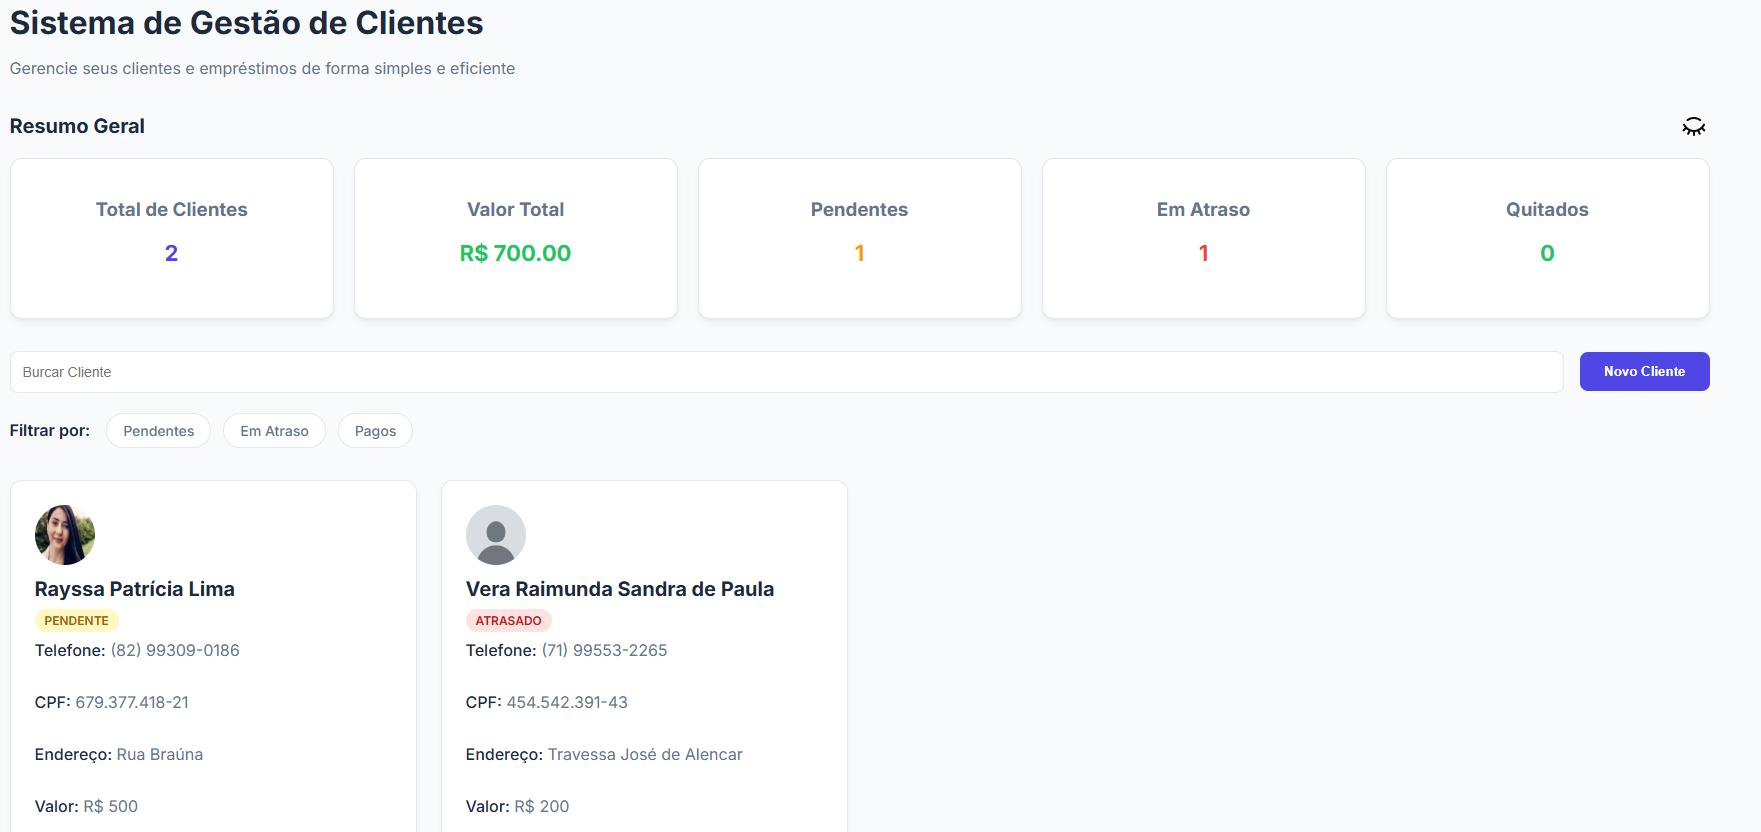 Sistema de Gestão de Clientes
Gerencie seus clientes e empréstimos de forma simples e eficiente
Resumo Geral
Total de Clientes
2
Valor Total
R$ 700.00
Pendentes
1
Em Atraso
1
Quitados
0
Burcar Cliente
Novo Cliente
Filtrar por: Pendentes Em Atraso Pagos
Rayssa Patrícia Lima
PENDENTE
Telefone: (82) 99309-0186
CPF: 679.377.418-21
Endereço: Rua Braúna
Valor: R$ 500
Vera Raimunda Sandra de Paula
ATRASADO
Telefone: (71) 99553-2265
CPF: 454.542.391-43
Endereço: Travessa José de Alencar
Valor: R$ 200